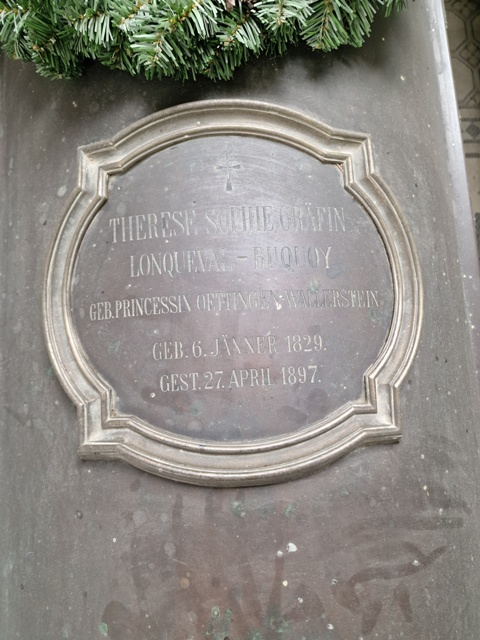 THERESE SOPHIE GRÄFIN
LONQUEVAL-BUQUOY
GEB. PRINCESSIN OETTINGEN-WALLERSTEIN
GEB. 6. JÄNNER 1829.
GEST. 27. APRIL 1897.